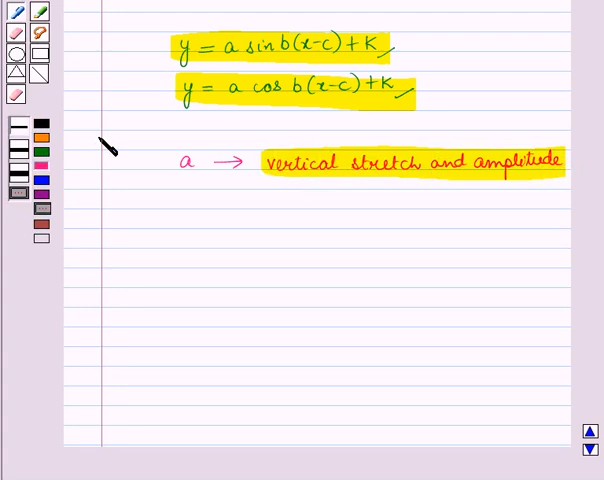 y = a sin b(x-c)+K
y = a cos b(x-c)+K
a → vertical stretch and amplitude